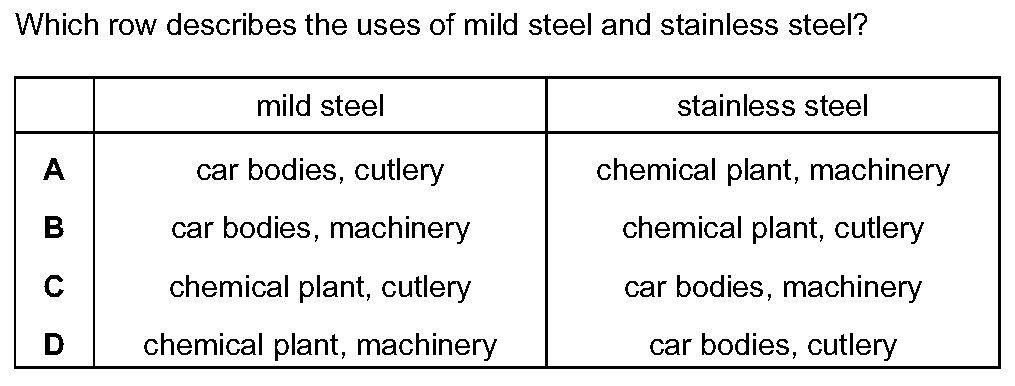 Which row describes the uses of mild steel and stainless steel?
mild steel stainless steel
A car bodies, cutlery chemical plant, machinery
B car bodies, machinery chemical plant, cutlery
C chemical plant, cutlery car bodies, machinery
D chemical plant, machinery car bodies, cutlery